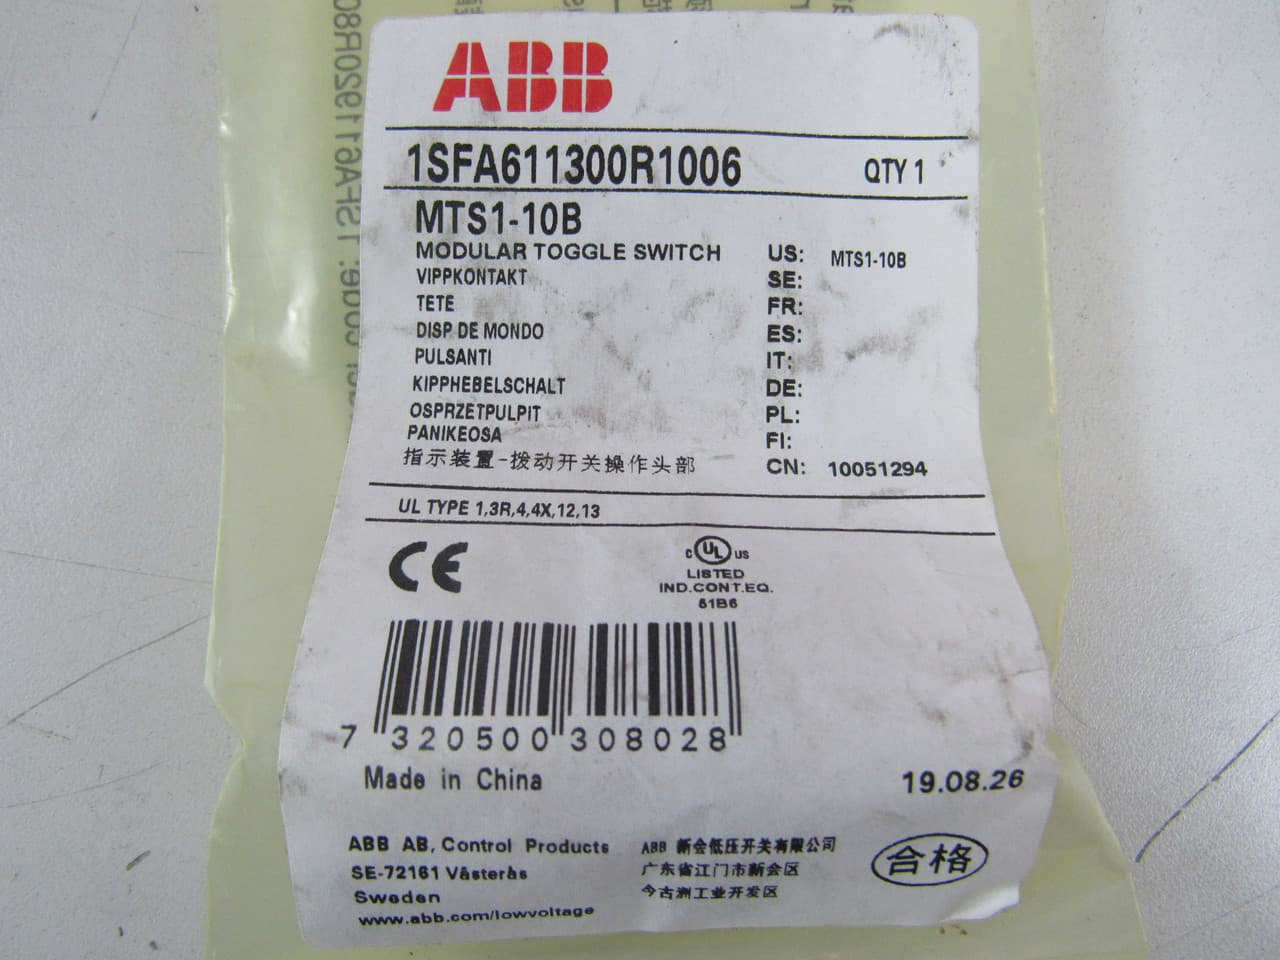 ABB
1SFA611300R1006 QTY 1
MTS1-10B
MODULAR TOGGLE SWITCH US: MTS1-10B
VIPPKONTAKT SE:
TETE FR:
DISP DE MONDO ES:
PULSANTI IT:
KIPPHEBELSCHALT DE:
OSPRZETPULPIT PL:
PANIKEOSA FI:
指示装置-拨动开关操作头部 CN: 10051294
UL TYPE 1,3R,4,4X,12,13
CE
c UL us
LISTED
IND.CONT.EQ.
51B6
7 320500 308028
Made in China 19.08.26
ABB AB, Control Products
SE-72161 Västerås
Sweden
www.abb.com/lowvoltage
ABB 新会低压开关有限公司
广东省江门市新会区
今古洲工业开发区
合格